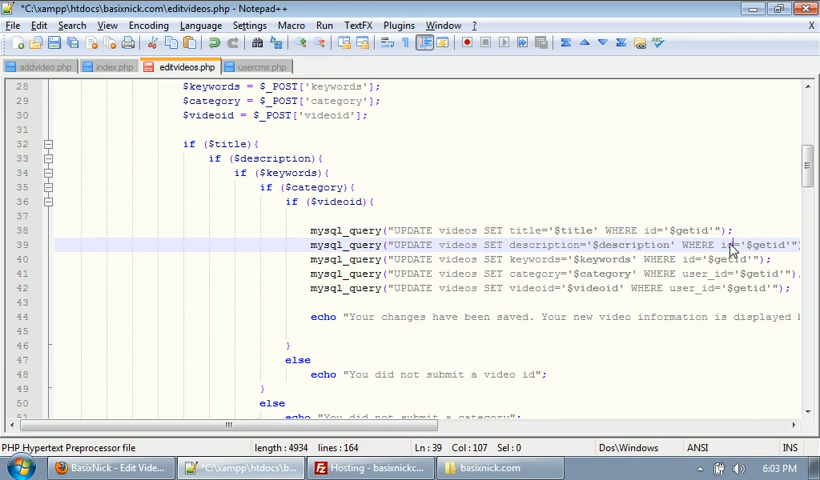 *C:\xampp\htdocs\basixnick.com\editvideos.php - Notepad++
File Edit Search View Encoding Language Settings Macro Run TextFX Plugins Window ? X
addvideo.php index.php editvideos.php usercms.php
28 $keywords = $_POST['keywords'];
29 $category = $_POST['category'];
30 $videoid = $_POST['videoid'];
31
32 if ($title){
33 if ($description){
34 if ($keywords){
35 if ($category){
36 if ($videoid){
37
38 mysql_query("UPDATE videos SET title='$title' WHERE id='$getid'");
39 mysql_query("UPDATE videos SET description='$description' WHERE id='$getid'")
40 mysql_query("UPDATE videos SET keywords='$keywords' WHERE id='$getid'");
41 mysql_query("UPDATE videos SET category='$category' WHERE user_id='$getid'")
42 mysql_query("UPDATE videos SET videoid='$videoid' WHERE user_id='$getid'");
43
44 echo "Your changes have been saved. Your new video information is displayed
45
46 }
47 else
48 echo "You did not submit a video id";
49 }
50 else
51 echo "You did not submit a category";
PHP Hypertext Preprocessor file length : 4934 lines : 164 Ln : 39 Col : 107 Sel : 0 Dos\Windows ANSI INS
BasixNick - Edit Vide... *C:\xampp\htdocs\b... Hosting - basixnickc... basixnick.com 6:03 PM